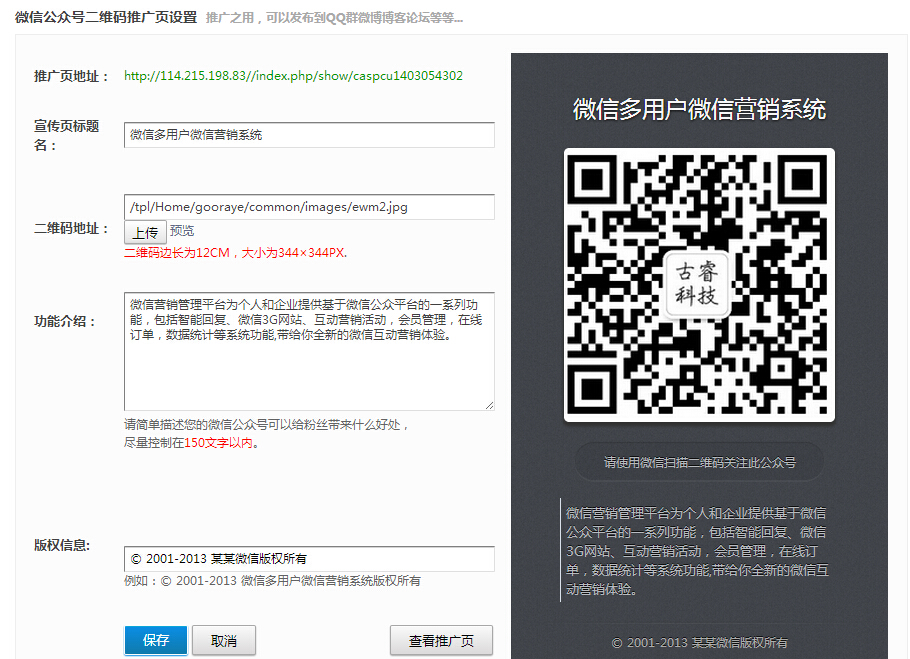 微信公众号二维码推广页设置 推广之用，可以发布到QQ群微博博客论坛等等...
推广页地址： http://114.215.198.83//index.php/show/caspcu1403054302
宣传页标题名：
微信多用户微信营销系统
二维码地址：
/tpl/Home/gooraye/common/images/ewm2.jpg
上传 预览
二维码边长为12CM，大小为344×344PX.
功能介绍：
微信营销管理平台为个人和企业提供基于微信公众平台的一系列功
能，包括智能回复、微信3G网站、互动营销活动，会员管理，在线
订单，数据统计等系统功能,带给你全新的微信互动营销体验。
请简单描述您的微信公众号可以给粉丝带来什么好处，
尽量控制在150文字以内。
版权信息:
© 2001-2013 某某微信版权所有
例如：© 2001-2013 微信多用户微信营销系统版权所有
保存 取消 查看推广页
微信多用户微信营销系统
古睿
科技
请使用微信扫描二维码关注此公众号
微信营销管理平台为个人和企业提供基于微信
公众平台的一系列功能，包括智能回复、微信
3G网站、互动营销活动，会员管理，在线订
单，数据统计等系统功能,带给你全新的微信互
动营销体验。
© 2001-2013 某某微信版权所有